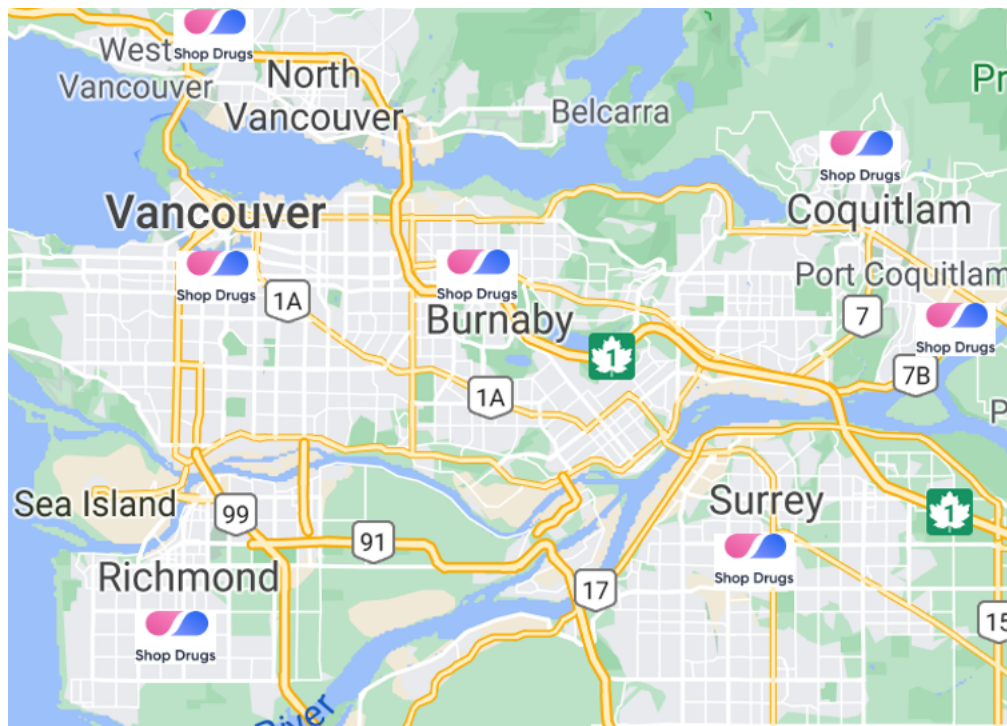 West
Vancouver
Shop Drugs
North
Vancouver
Belcarra
Pr
Shop Drugs
Vancouver
Coquitlam
Shop Drugs
Shop Drugs
Port Coquitlam
1A
7
Burnaby
Shop Drugs
1
7B
1A
P
Sea Island
99
Surrey
1
91
Richmond
Shop Drugs
17
15
Shop Drugs
River